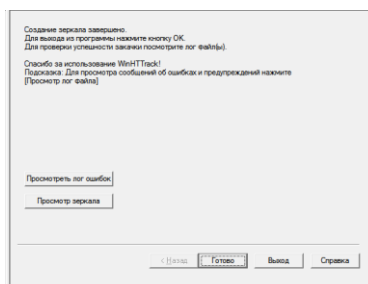 Создание зеркала завершено.
Для выхода из программы нажмите кнопку OK.
Для проверки успешности закачки посмотрите лог файл(ы).
Спасибо за использование WinHTTrack!
Подсказка: Для просмотра сообщений об ошибках и предупреждений нажмите
[Просмотр лог файла]
Просмотреть лог ошибок
Просмотр зеркала
< Назад Готово Выход Справка